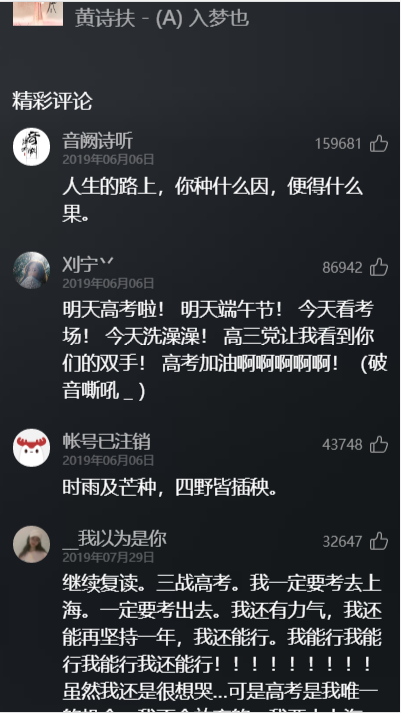 黄诗扶 - (A) 入梦也
精彩评论
音阙诗听
159681
2019年06月06日
人生的路上，你种什么因，便得什么
果。
刘宁丷
86942
2019年06月06日
明天高考啦！ 明天端午节！ 今天看考
场！ 今天洗澡澡！ 高三党让我看到你
们的双手！ 高考加油啊啊啊啊啊！（破
音嘶吼 _ ）
帐号已注销
43748
2019年06月06日
时雨及芒种，四野皆插秧。
__我以为是你
32647
2019年07月29日
继续复读。三战高考。我一定要考去上
海。一定要考出去。我还有力气，我还
能再坚持一年，我还能行。我能行我能
行我能行我还能行！！！！！！！！！
虽然我还是很想哭...可是高考是我唯一